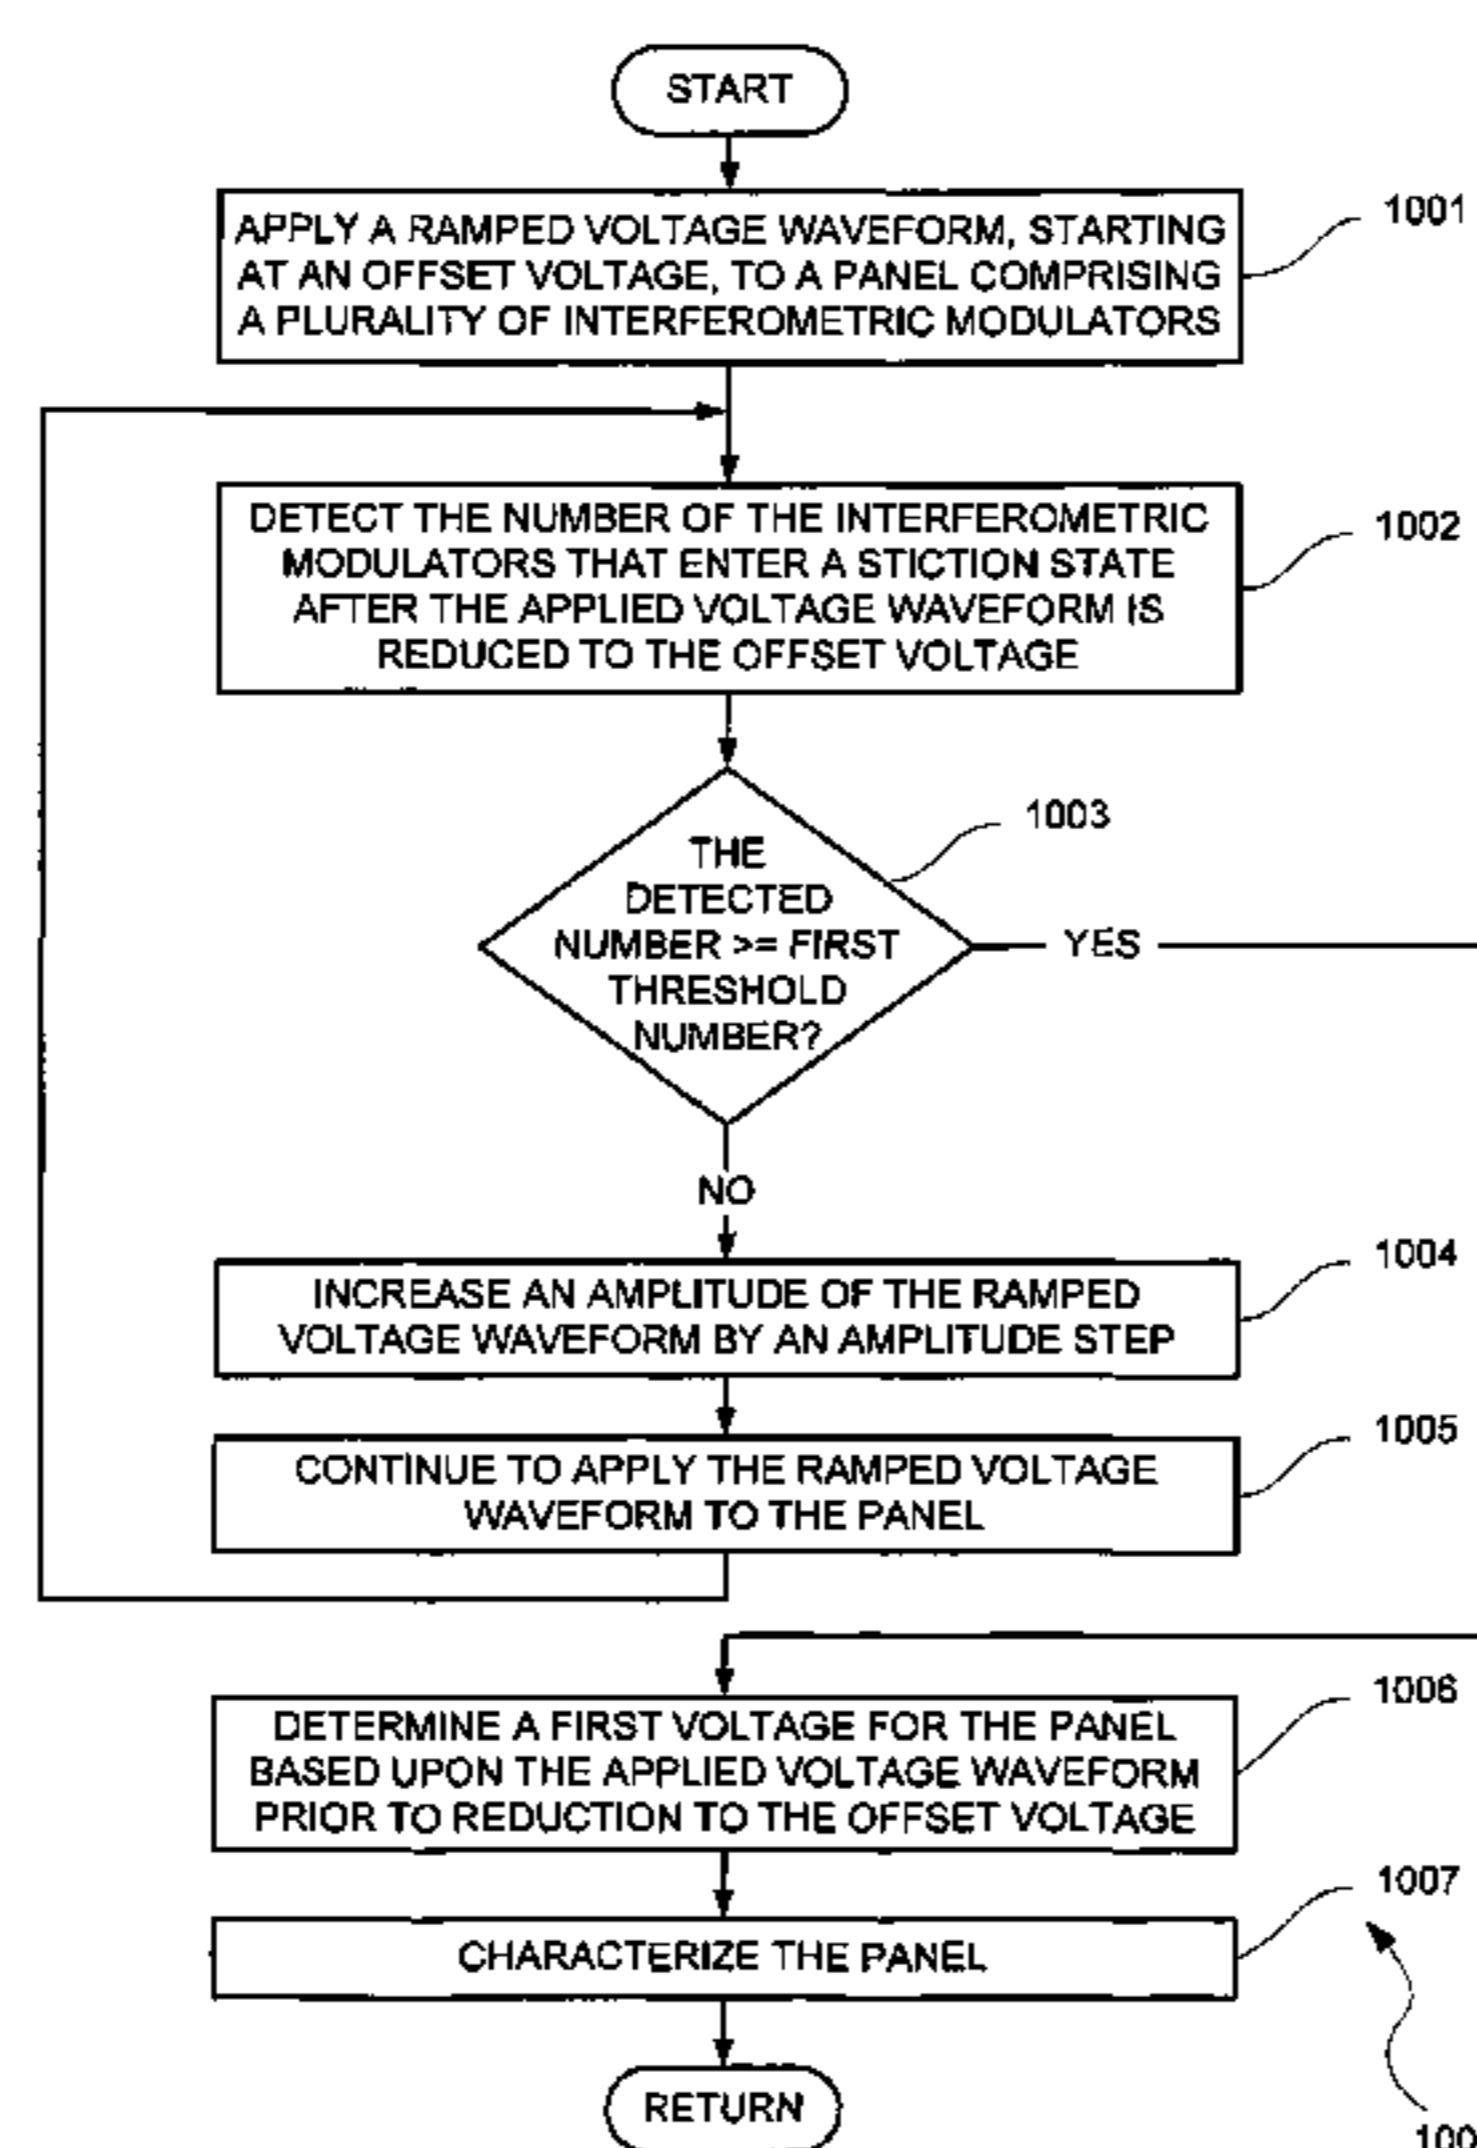 START
APPLY A RAMPED VOLTAGE WAVEFORM, STARTING
AT AN OFFSET VOLTAGE, TO A PANEL COMPRISING
A PLURALITY OF INTERFEROMETRIC MODULATORS
1001
DETECT THE NUMBER OF THE INTERFEROMETRIC
MODULATORS THAT ENTER A STICTION STATE
AFTER THE APPLIED VOLTAGE WAVEFORM IS
REDUCED TO THE OFFSET VOLTAGE
1002
THE
DETECTED
NUMBER >= FIRST
THRESHOLD
NUMBER?
1003
YES
NO
INCREASE AN AMPLITUDE OF THE RAMPED
VOLTAGE WAVEFORM BY AN AMPLITUDE STEP
1004
CONTINUE TO APPLY THE RAMPED VOLTAGE
WAVEFORM TO THE PANEL
1005
DETERMINE A FIRST VOLTAGE FOR THE PANEL
BASED UPON THE APPLIED VOLTAGE WAVEFORM
PRIOR TO REDUCTION TO THE OFFSET VOLTAGE
1006
CHARACTERIZE THE PANEL
1007
RETURN